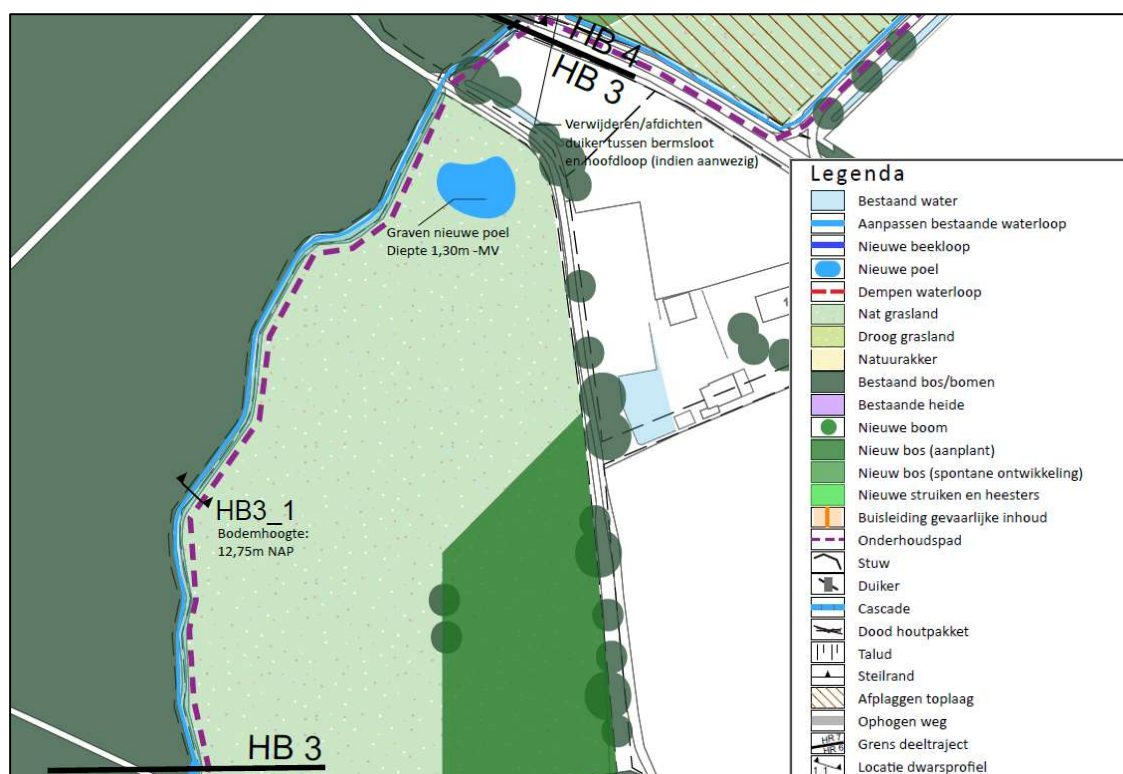 HB 4
HB 3
Verwijderen/afdichten
duiker tussen bermsloot
en hoofdloop (indien aanwezig)
Graven nieuwe poel
Diepte 1,30m -MV
HB3_1
Bodemhoogte:
12,75m NAP
HB 3
Legenda
Bestaand water
Aanpassen bestaande waterloop
Nieuwe beekloop
Nieuwe poel
Dempen waterloop
Nat grasland
Droog grasland
Natuurakker
Bestaand bos/bomen
Bestaande heide
Nieuwe boom
Nieuw bos (aanplant)
Nieuw bos (spontane ontwikkeling)
Nieuwe struiken en heesters
Buisleiding gevaarlijke inhoud
Onderhoudspad
Stuw
Duiker
Cascade
Dood houtpakket
Talud
Steilrand
Afplaggen toplaag
Ophogen weg
HR 7
HR 6
Grens deeltraject
Locatie dwarsprofiel